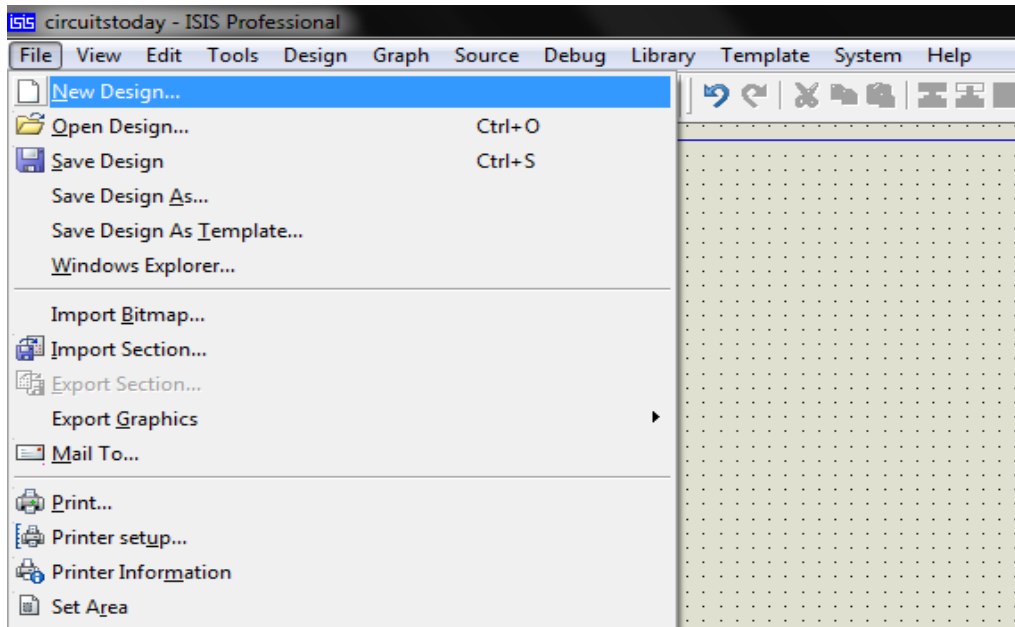 isis circuitstoday - ISIS Professional
File View Edit Tools Design Graph Source Debug Library Template System Help
New Design...
Open Design... Ctrl+O
Save Design Ctrl+S
Save Design As...
Save Design As Template...
Windows Explorer...
Import Bitmap...
Import Section...
Export Section...
Export Graphics
Mail To...
Print...
Printer setup...
Printer Information
Set Area